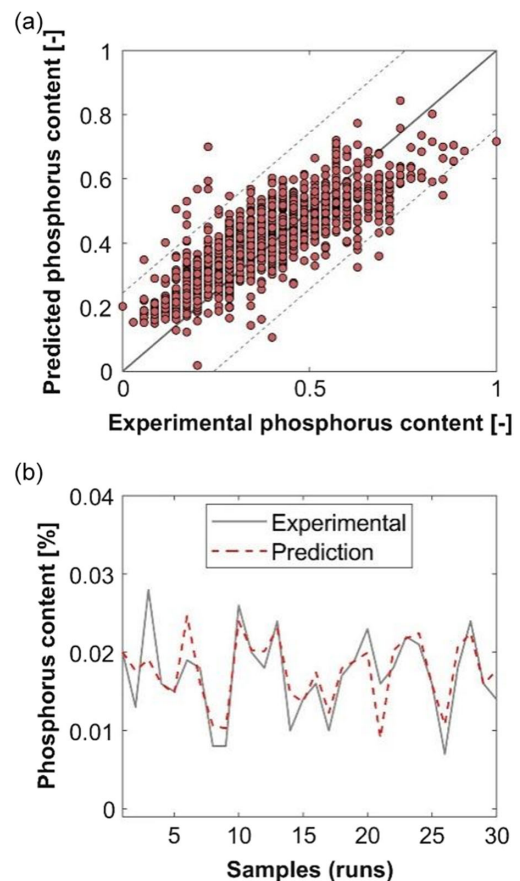 (a)
1
0.8
0.6
0.4
0.2
0
0 0.5 1
Predicted phosphorus content [-]
Experimental phosphorus content [-]
(b)
0.04
0.03
0.02
0.01
0
Experimental
Prediction
5 10 15 20 25 30
Phosphorus content [%]
Samples (runs)